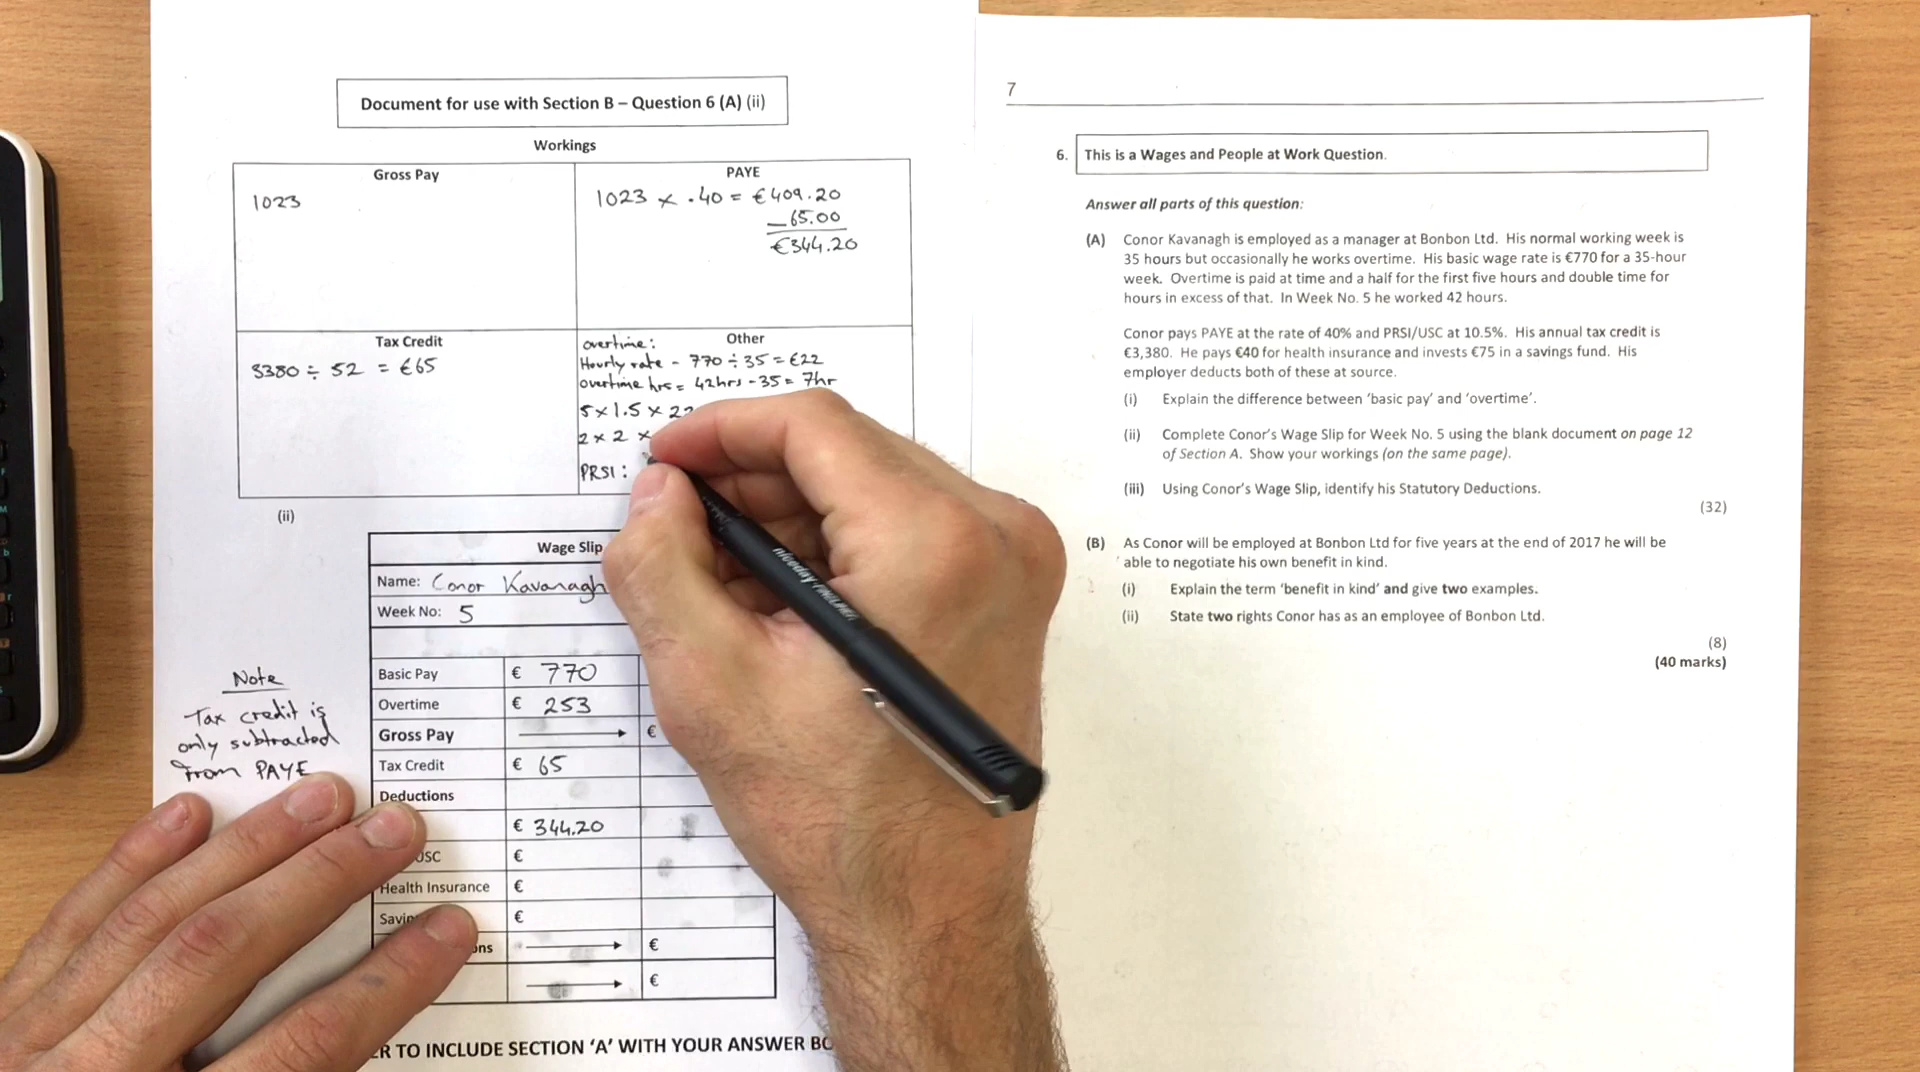 Document for use with Section B – Question 6 (A) (ii)
Workings
Gross Pay
1023
PAYE
1023 × .40 = €409.20
– 65.00
€344.20
Tax Credit
3380 ÷ 52 = €65
Other
overtime:
Hourly rate - 770 ÷ 35 = €22
overtime hrs = 42hrs - 35 = 7hr
5 × 1.5 × 22
2 × 2 ×
PRSI:
(ii)
Wage Slip
Name: Conor Kavanagh
Week No: 5
Basic Pay € 770
Overtime € 253
Gross Pay €
Tax Credit € 65
Deductions
€ 344.20
USC €
Health Insurance €
€
€
€
Note
Tax credit is
only subtracted
from PAYE
TO INCLUDE SECTION ‘A’ WITH YOUR ANSWER
7
6. This is a Wages and People at Work Question.
Answer all parts of this question:
(A) Conor Kavanagh is employed as a manager at Bonbon Ltd. His normal working week is
35 hours but occasionally he works overtime. His basic wage rate is €770 for a 35-hour
week. Overtime is paid at time and a half for the first five hours and double time for
hours in excess of that. In Week No. 5 he worked 42 hours.
Conor pays PAYE at the rate of 40% and PRSI/USC at 10.5%. His annual tax credit is
€3,380. He pays €40 for health insurance and invests €75 in a savings fund. His
employer deducts both of these at source.
(i) Explain the difference between ‘basic pay’ and ‘overtime’.
(ii) Complete Conor’s Wage Slip for Week No. 5 using the blank document on page 12
of Section A. Show your workings (on the same page).
(iii) Using Conor’s Wage Slip, identify his Statutory Deductions.
(32)
(B) As Conor will be employed at Bonbon Ltd for five years at the end of 2017 he will be
able to negotiate his own benefit in kind.
(i) Explain the term ‘benefit in kind’ and give two examples.
(ii) State two rights Conor has as an employee of Bonbon Ltd.
(8)
(40 marks)